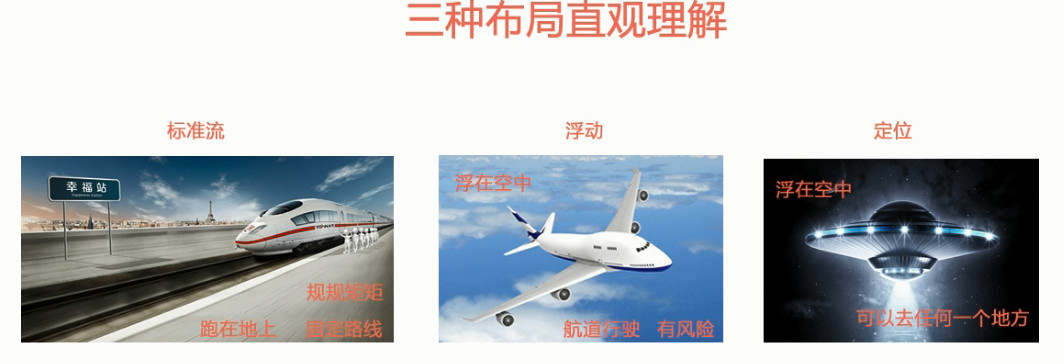 三种布局直观理解
标准流
浮动
定位
幸福站
规规矩矩
跑在地上 固定路线
浮在空中
航道行驶 有风险
浮在空中
可以去任何一个地方